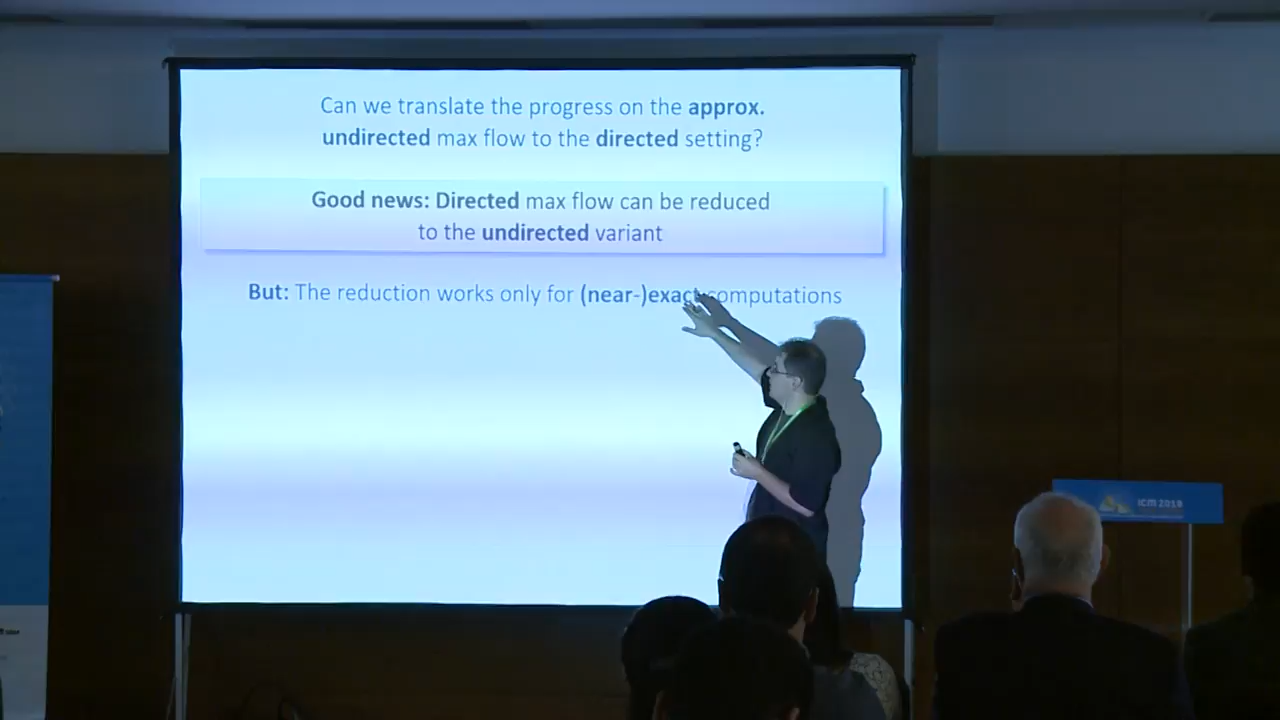 Can we translate the progress on the approx.
undirected max flow to the directed setting?
Good news: Directed max flow can be reduced
to the undirected variant
But: The reduction works only for (near-)exact computations
ICM 2018